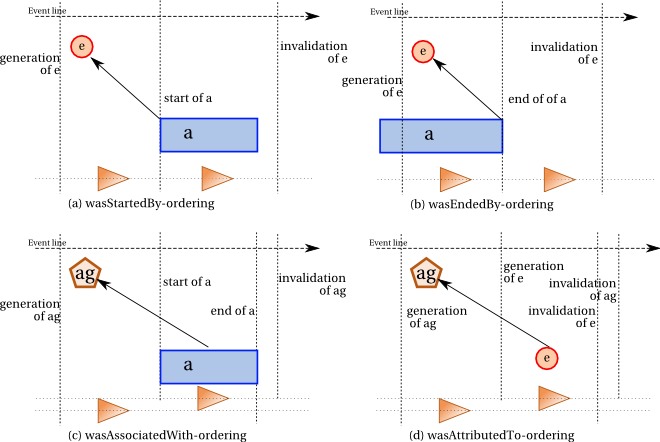 Event line
e
generation
of e
invalidation
of e
start of a
a
(a) wasStartedBy-ordering
Event line
e
invalidation
of e
generation
of e
end of of a
a
(b) wasEndedBy-ordering
Event line
ag
start of a
invalidation
of ag
generation
of ag
end of a
a
(c) wasAssociatedWith-ordering
Event line
ag
generation
of e
invalidation
of ag
generation
of ag
invalidation
of e
e
(d) wasAttributedTo-ordering